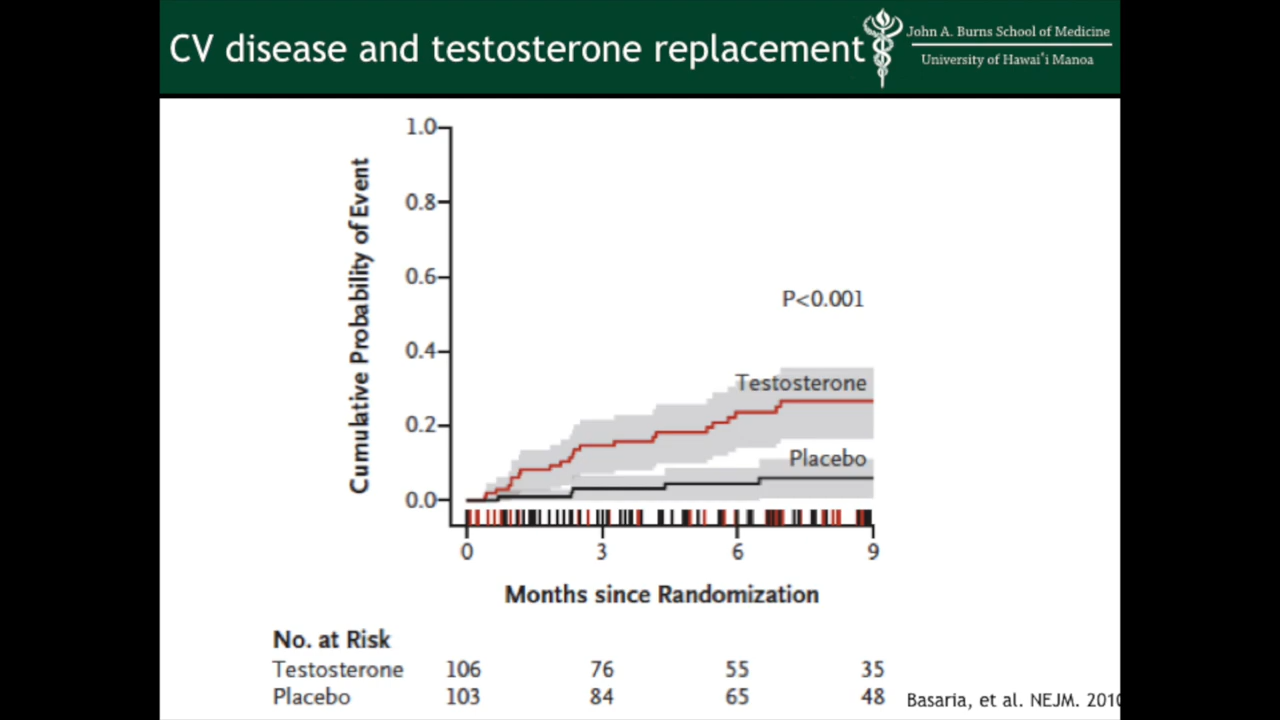 CV disease and testosterone replacement
John A. Burns School of Medicine
University of Hawaiʻi Manoa
Cumulative Probability of Event
1.0
0.8
0.6
0.4
0.2
0.0
P<0.001
Testosterone
Placebo
0 3 6 9
Months since Randomization
No. at Risk
Testosterone 106 76 55 35
Placebo 103 84 65 48
Basaria, et al. NEJM. 2010